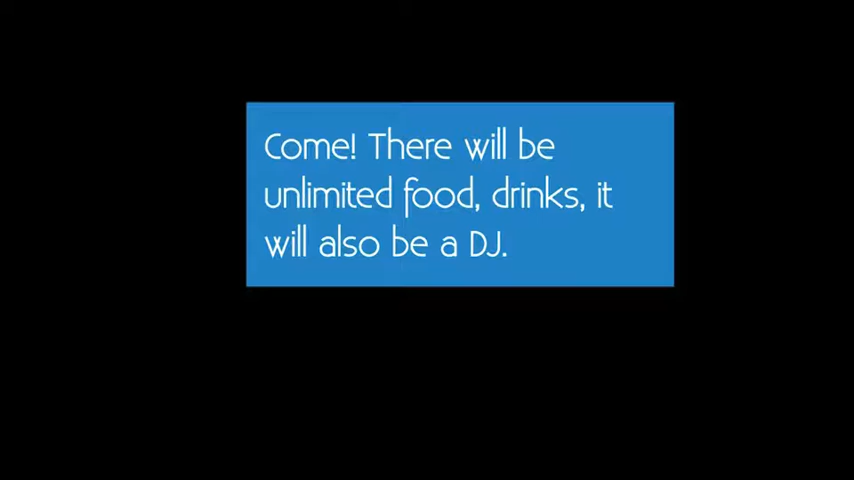 Come! There will be
unlimited food, drinks, it
will also be a DJ.